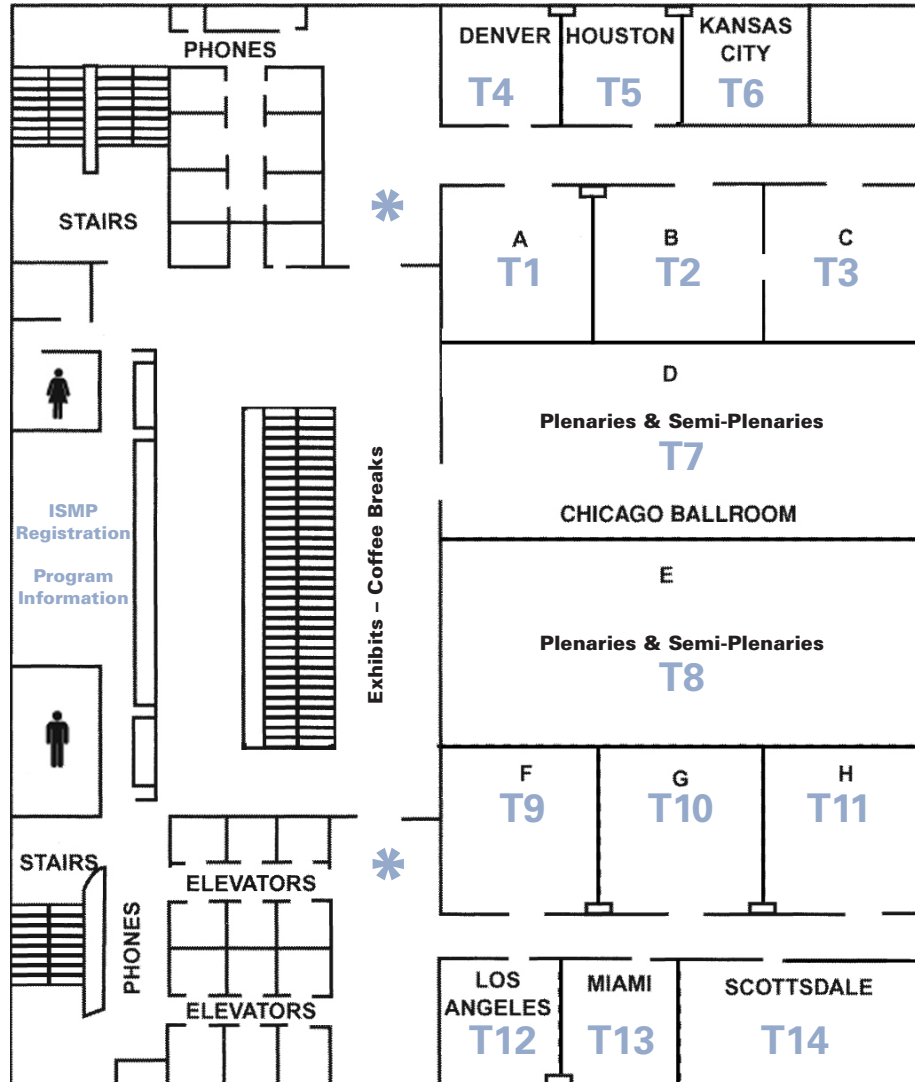 PHONES
DENVER
HOUSTON
KANSAS
CITY
T4
T5
T6
STAIRS
*
A
B
C
T1
T2
T3
D
Plenaries & Semi-Plenaries
T7
CHICAGO BALLROOM
ISMP
Registration
Program
Information
Exhibits – Coffee Breaks
E
Plenaries & Semi-Plenaries
T8
F
G
H
T9
T10
T11
STAIRS
*
ELEVATORS
PHONES
ELEVATORS
LOS
ANGELES
MIAMI
SCOTTSDALE
T12
T13
T14